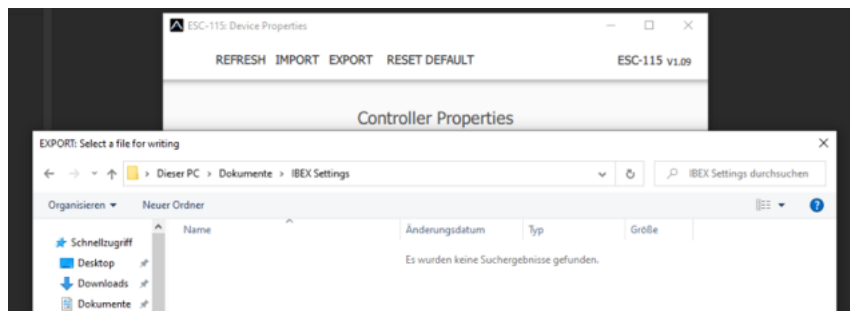 ESC-115: Device Properties
REFRESH IMPORT EXPORT RESET DEFAULT ESC-115 V1.09
Controller Properties
EXPORT: Select a file for writing
Dieser PC > Dokumente > IBEX Settings IBEX Settings durchsuchen
Organisieren Neuer Ordner
Name Änderungsdatum Typ Größe
Schnellzugriff
Es wurden keine Suchergebnisse gefunden.
Desktop
Downloads
Dokumente